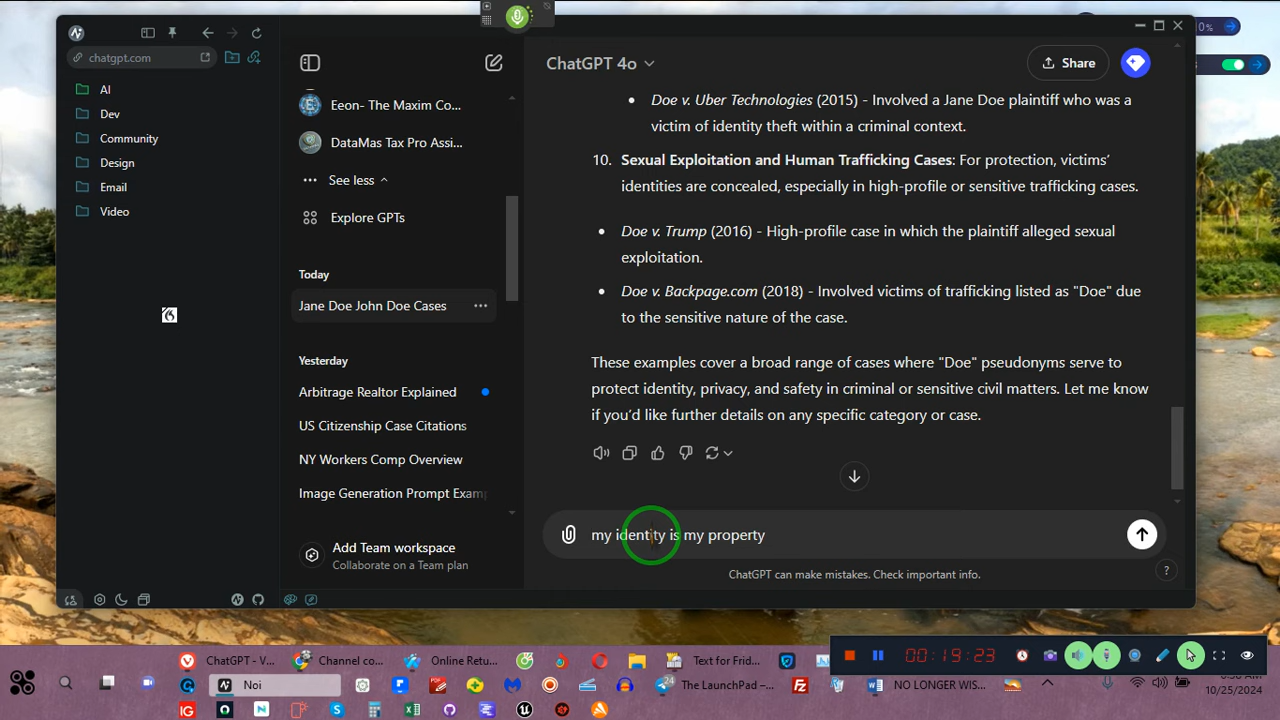 chatgpt.com
AI
Dev
Community
Design
Email
Video
Eeon- The Maxim Co...
DataMas Tax Pro Assi...
See less
Explore GPTs
Today
Jane Doe John Doe Cases
Yesterday
Arbitrage Realtor Explained
US Citizenship Case Citations
NY Workers Comp Overview
Image Generation Prompt Exam
Add Team workspace
Collaborate on a Team plan
ChatGPT 4o
Share
Doe v. Uber Technologies (2015) - Involved a Jane Doe plaintiff who was a
victim of identity theft within a criminal context.
10. Sexual Exploitation and Human Trafficking Cases: For protection, victims'
identities are concealed, especially in high-profile or sensitive trafficking cases.
Doe v. Trump (2016) - High-profile case in which the plaintiff alleged sexual
exploitation.
Doe v. Backpage.com (2018) - Involved victims of trafficking listed as "Doe" due
to the sensitive nature of the case.
These examples cover a broad range of cases where "Doe" pseudonyms serve to
protect identity, privacy, and safety in criminal or sensitive civil matters. Let me know
if you'd like further details on any specific category or case.
my identity is my property
ChatGPT can make mistakes. Check important info.
?
00:19:23
ChatGPT - V...
Channel co...
Online Retu...
Text for Frid...
Noi
The LaunchPad –...
NO LONGER WIS...
10/25/2024